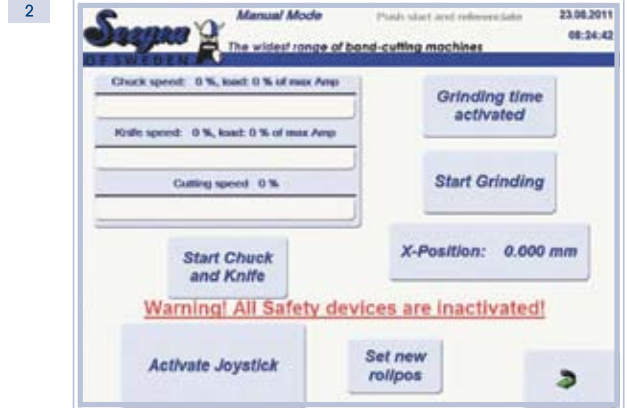 2
Manual Mode
Push start and referenciate
23.08.2011
08:24:42
Svegea
OF SWEDEN
The widest range of band-cutting machines
Chuck speed: 0 %, load: 0 % of max Amp
Knife speed: 0 %, load: 0 % of max Amp
Cutting speed 0 %
Grinding time
activated
Start Grinding
X-Position: 0.000 mm
Start Chuck
and Knife
Warning! All Safety devices are inactivated!
Activate Joystick
Set new
rollpos